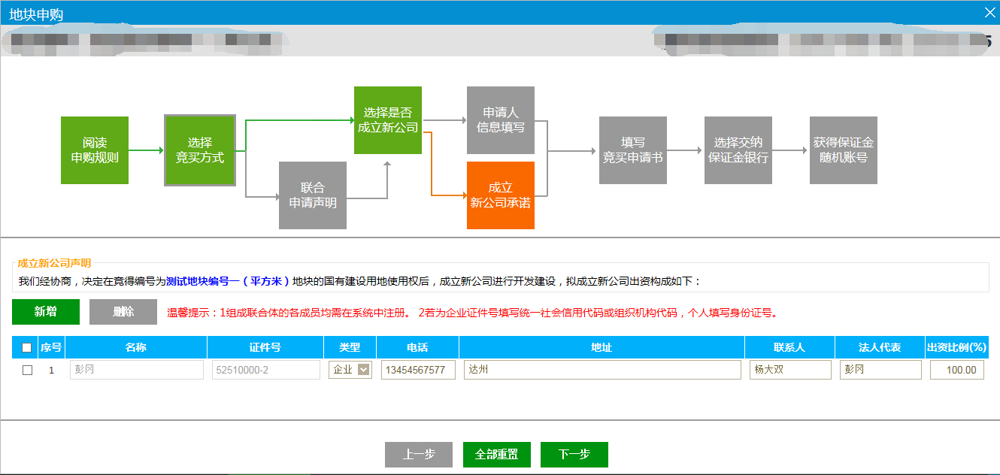 地块申购
阅读
申购规则
选择
竞买方式
联合
申请声明
选择是否
成立新公司
申请人
信息填写
成立
新公司承诺
填写
竞买申请书
选择交纳
保证金银行
获得保证金
随机账号
成立新公司声明
我们经协商，决定在竟得编号为测试地块编号一（平方米）地块的国有建设用地使用权后，成立新公司进行开发建设，拟成立新公司出资构成如下：
新增 删除 温馨提示：1组成联合体的各成员均需在系统中注册。 2若为企业证件号填写统一社会信用代码或组织机构代码，个人填写身份证号。
序号 名称 证件号 类型 电话 地址 联系人 法人代表 出资比例(%)
1 彭冈 52510000-2 企业 13454567577 达州 杨大双 彭冈 100.00
上一步 全部重置 下一步